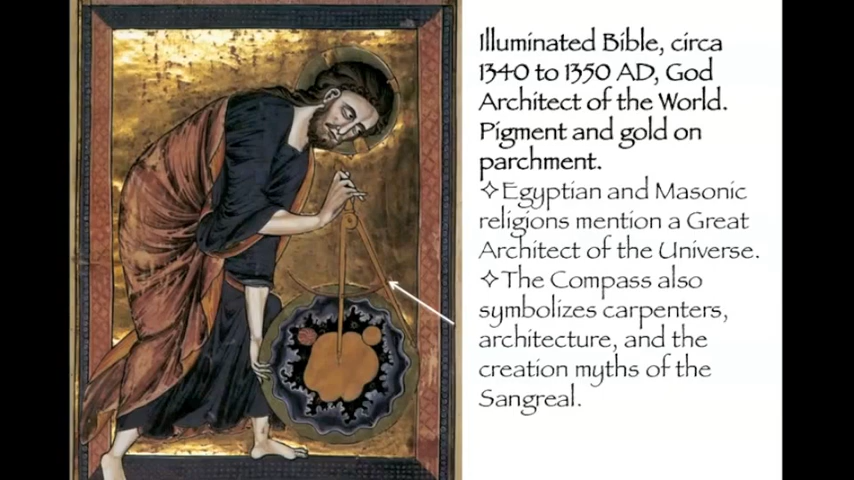 Illuminated Bible, circa
1340 to 1350 AD, God
Architect of the World.
Pigment and gold on
parchment.
✧Egyptian and Masonic
religions mention a Great
Architect of the Universe.
✧The Compass also
symbolizes carpenters,
architecture, and the
creation myths of the
Sangreal.